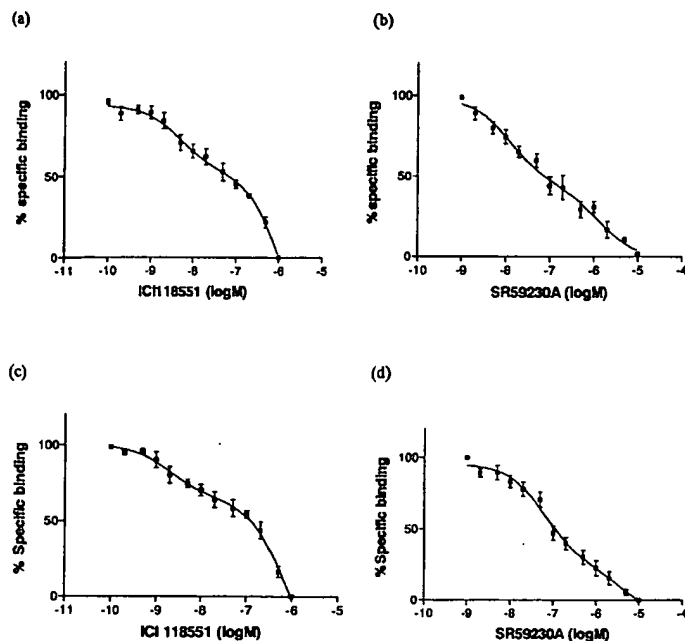 (a)
(b)
% specific binding
100
50
0
-11 -10 -9 -8 -7 -6 -5
ICI118551 (logM)
% specific binding
100
50
0
-10 -9 -8 -7 -6 -5 -4
SR59230A (logM)
(c)
(d)
% Specific binding
100
50
0
-11 -10 -9 -8 -7 -6 -5
ICI 118551 (logM)
%Specific binding
100
50
0
-10 -9 -8 -7 -6 -5 -4
SR59230A (logM)